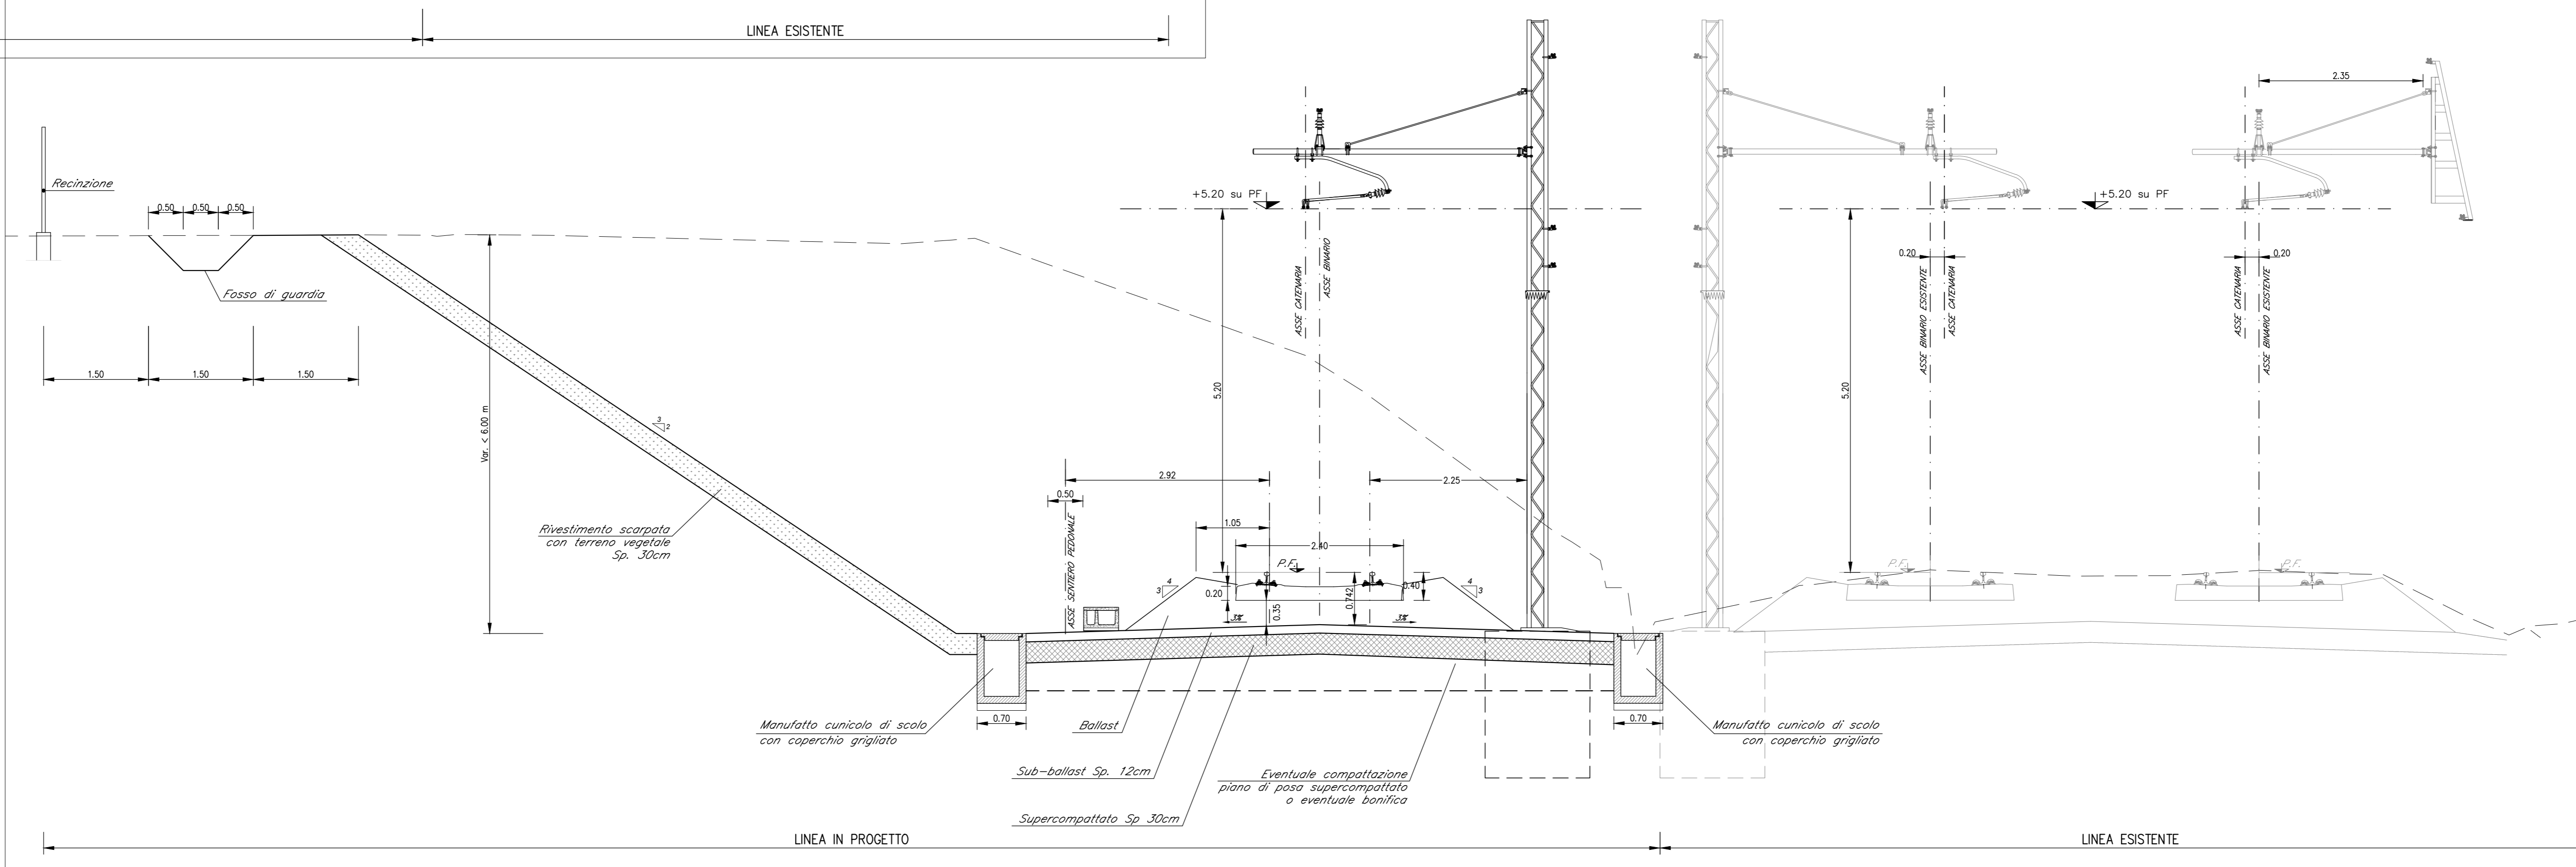 LINEA ESISTENTE
2.35
Recinzione
+5.20 su PF
+5.20 su PF
0.50 0.50 0.50
ASSE CATENARIA
ASSE BINARIO
0.20
ASSE BINARIO ESISTENTE
ASSE CATENARIA
0.20
ASSE CATENARIA
ASSE BINARIO ESISTENTE
Fosso di guardia
1.50
1.50
1.50
5.20
5.20
Var. < 6.00 m
3
2
2.92
2.25
0.50
1.05
ASSE SENTIERO PEDONALE
Rivestimento scarpata
con terreno vegetale
Sp. 30cm
2.40
P.F.
P.F.
P.F.
4
3
0.20
0.35
0.742
0.40
4
3
3%
3%
0.70
0.70
Manufatto cunicolo di scolo
con coperchio grigliato
Ballast
Manufatto cunicolo di scolo
con coperchio grigliato
Sub-ballast Sp. 12cm
Eventuale compattazione
piano di posa supercompattato
o eventuale bonifica
Supercompattato Sp 30cm
LINEA IN PROGETTO
LINEA ESISTENTE